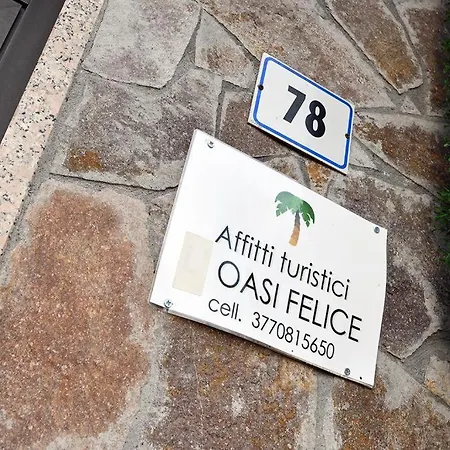 78
Affitti turistici
OASI FELICE
cell. 3770815650